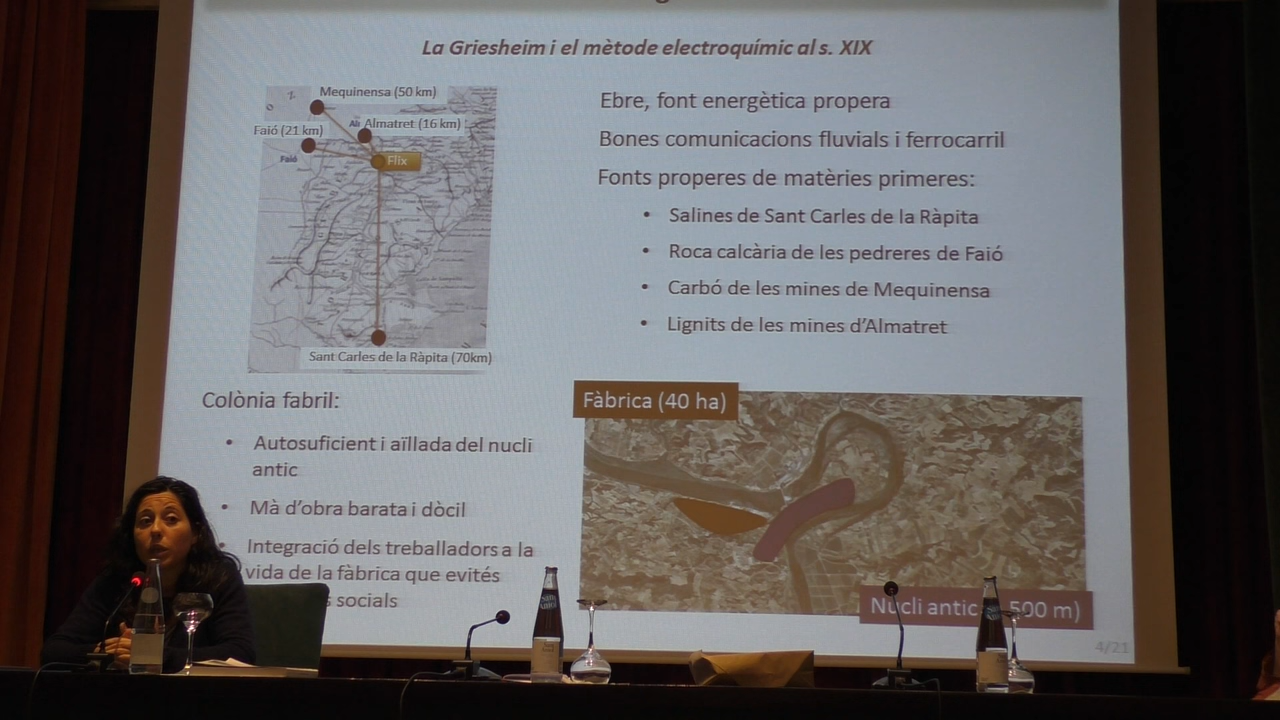 La Griesheim i el mètode electroquímic al s. XIX
Mequinensa (50 km)
Almatret (16 km)
Faió (21 km)
Faió
Flix
Sant Carles de la Ràpita (70km)
Ebre, font energètica propera
Bones comunicacions fluvials i ferrocarril
Fonts properes de matèries primeres:
• Salines de Sant Carles de la Ràpita
• Roca calcària de les pedreres de Faió
• Carbó de les mines de Mequinensa
• Lignits de les mines d'Almatret
Colònia fabril:
• Autosuficient i aïllada del nucli
antic
• Mà d'obra barata i dòcil
Integració dels treballadors a la
vida de la fàbrica que evités
socials
Fàbrica (40 ha)
Nucli antic 500 m)
4/21